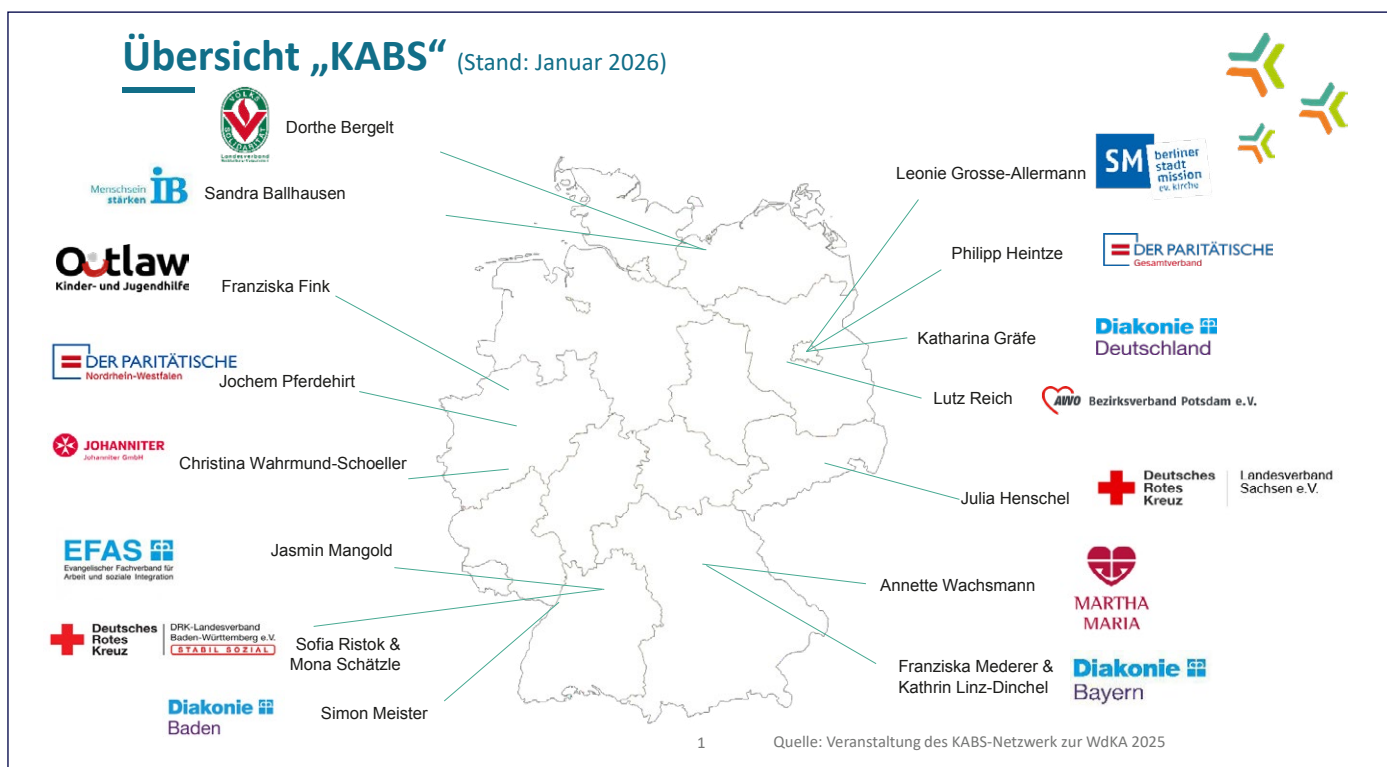 Übersicht „KABS“ (Stand: Januar 2026)
VOLKS
SOLIDARITÄT
Landesverband
Dorthe Bergelt
Menschsein
stärken
iB
Sandra Ballhausen
Outlaw
Kinder- und Jugendhilfe
Franziska Fink
DER PARITÄTISCHE
Nordrhein-Westfalen
Jochem Pferdehirt
JOHANNITER
Johanniter GmbH
Christina Wahrmund-Schoeller
EFAS
Evangelischer Fachverband für
Arbeit und soziale Integration
Jasmin Mangold
Deutsches
Rotes
Kreuz
DRK-Landesverband
Baden-Württemberg e.V.
STABIL SOZIAL
Sofia Ristok &
Mona Schätzle
Diakonie
Baden
Simon Meister
Leonie Grosse-Allermann
SM
berliner
stadt
mission
ev. kirche
Philipp Heintze
DER PARITÄTISCHE
Gesamtverband
Katharina Gräfe
Diakonie
Deutschland
Lutz Reich
AWO Bezirksverband Potsdam e.V.
Julia Henschel
Deutsches
Rotes
Kreuz
Landesverband
Sachsen e.V.
Annette Wachsmann
MARTHA
MARIA
Franziska Mederer &
Kathrin Linz-Dinchel
Diakonie
Bayern
1
Quelle: Veranstaltung des KABS-Netzwerk zur WdKA 2025